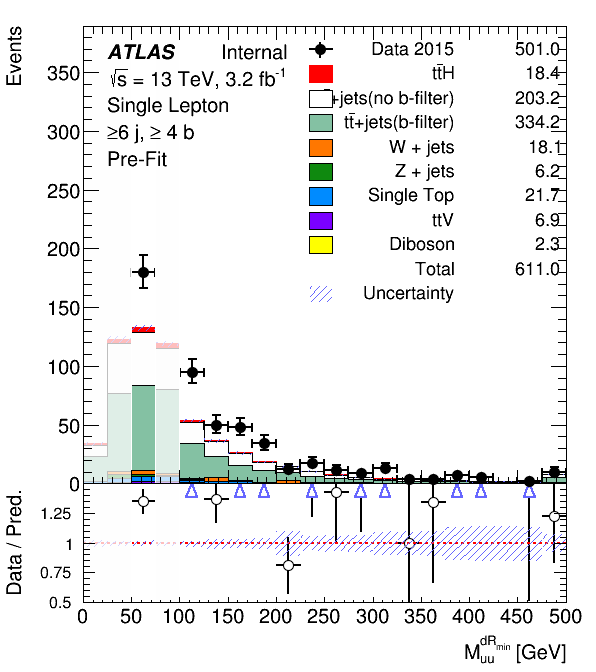 Events
ATLAS Internal
√s = 13 TeV, 3.2 fb-1
Single Lepton
≥6 j, ≥ 4 b
Pre-Fit
Data 2015 501.0
tt̄H 18.4
+jets(no b-filter) 203.2
tt̄+jets(b-filter) 334.2
W + jets 18.1
Z + jets 6.2
Single Top 21.7
ttV 6.9
Diboson 2.3
Total 611.0
Uncertainty
350
300
250
200
150
100
50
0
Data / Pred.
1.25
1
0.75
0.5
0 50 100 150 200 250 300 350 400 450 500
M uu dR min [GeV]